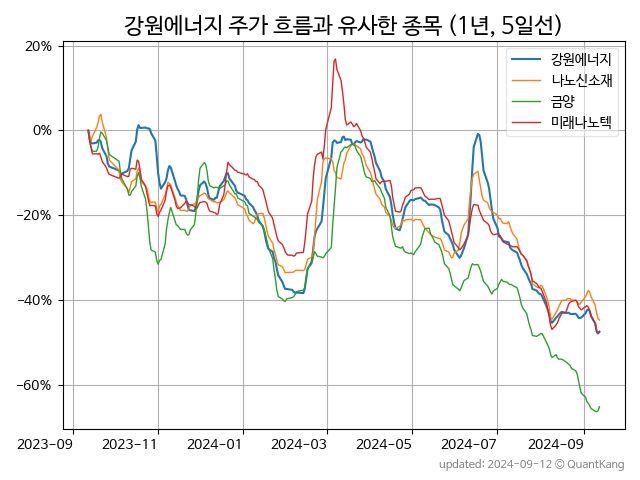 강원에너지 주가 흐름과 유사한 종목 (1년, 5일선)
강원에너지
나노신소재
금양
미래나노텍
20%
0%
−20%
−40%
−60%
2023-09
2023-11
2024-01
2024-03
2024-05
2024-07
2024-09
updated: 2024-09-12 © QuantKang